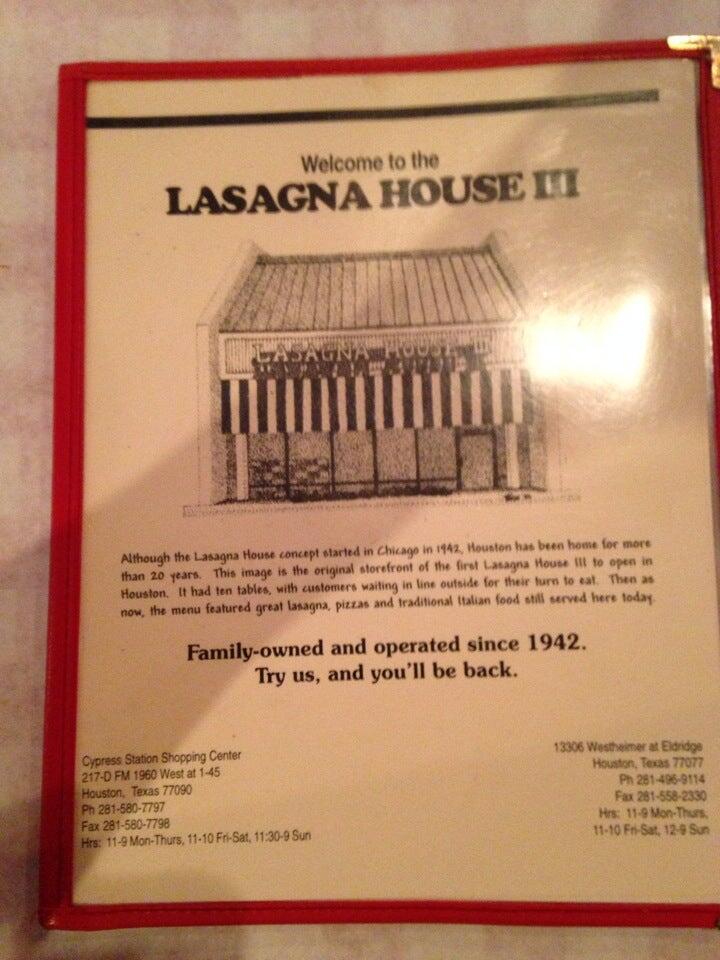 Welcome to the
LASAGNA HOUSE III
LASAGNA HOUSE III
Although the Lasagna House concept started in Chicago in 1942, Houston has been home for more
than 20 years. This image is the original storefront of the first Lasagna House III to open in
Houston. It had ten tables, with customers waiting in line outside for their turn to eat. Then as
now, the menu featured great lasagna, pizzas and traditional Italian food still served here today.
Family-owned and operated since 1942.
Try us, and you'll be back.
Cypress Station Shopping Center
217-D FM 1960 West at 1-45
Houston, Texas 77090
Ph 281-580-7797
Fax 281-580-7798
Hrs: 11-9 Mon-Thurs, 11-10 Fri-Sat, 11:30-9 Sun
13306 Westheimer at Eldridge
Houston, Texas 77077
Ph 281-496-9114
Fax 281-558-2330
Hrs: 11-9 Mon-Thurs,
11-10 Fri-Sat, 12-9 Sun